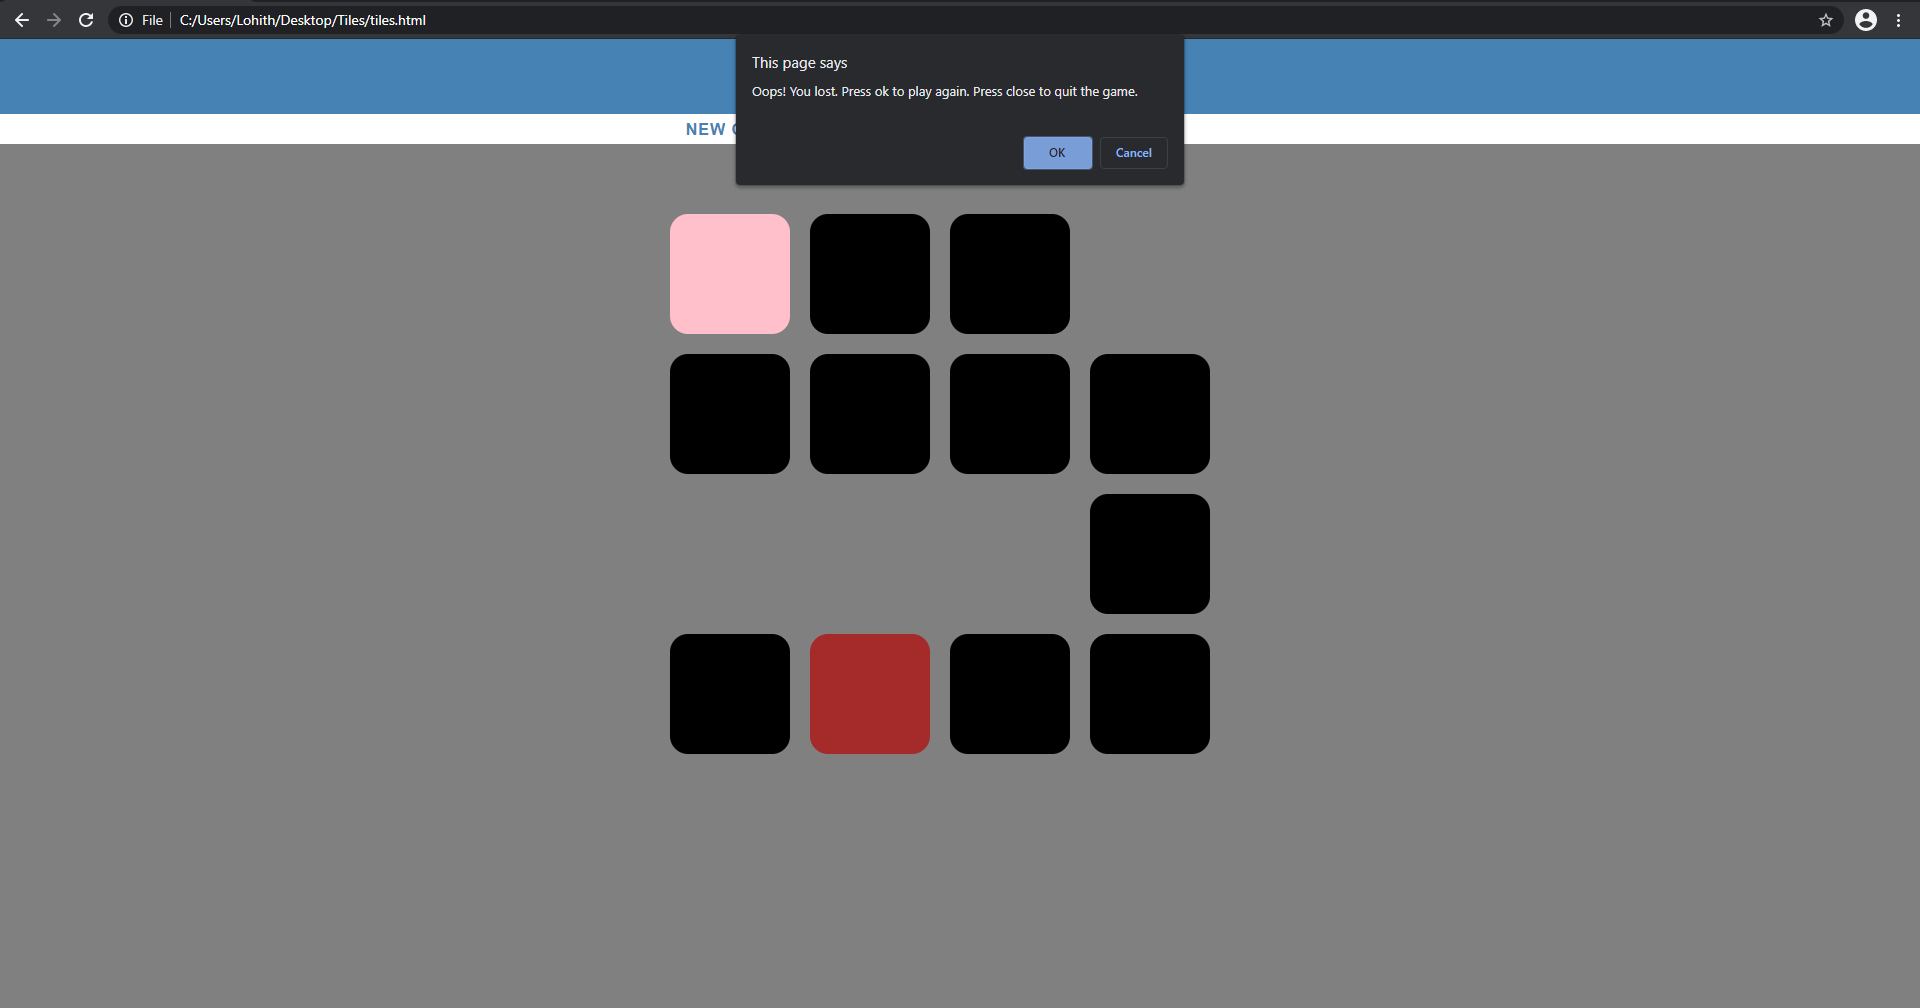 File C:/Users/Lohith/Desktop/Tiles/tiles.html
This page says
Oops! You lost. Press ok to play again. Press close to quit the game.
NEW
OK Cancel